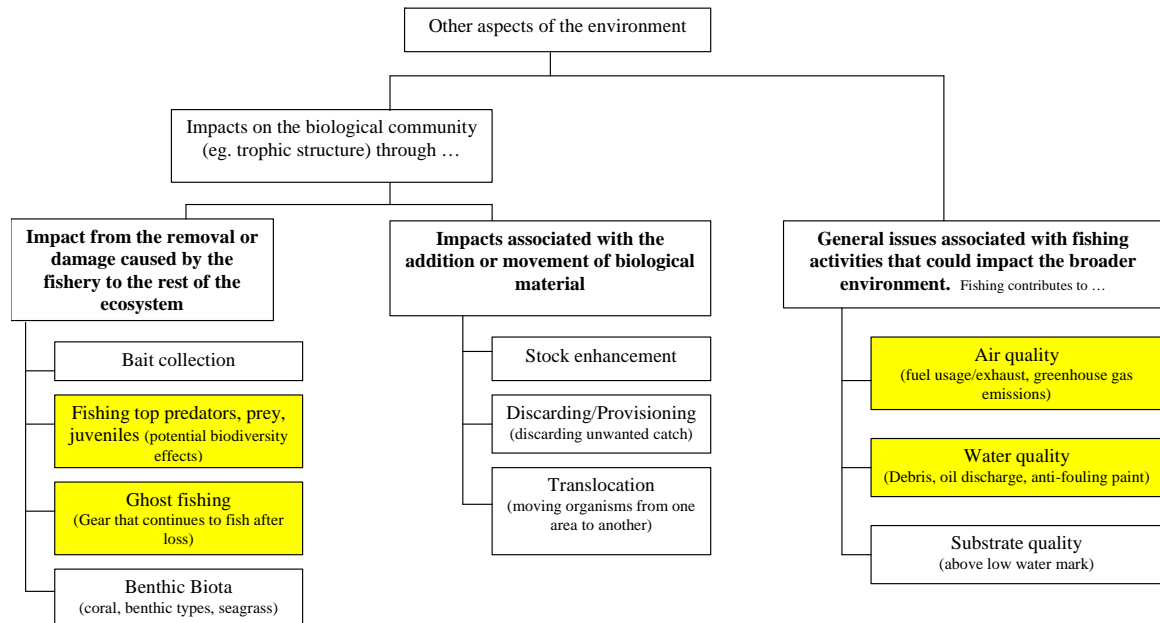 Other aspects of the environment
Impacts on the biological community
(eg. trophic structure) through …
Impact from the removal or
damage caused by the
fishery to the rest of the
ecosystem
Bait collection
Fishing top predators, prey,
juveniles (potential biodiversity
effects)
Ghost fishing
(Gear that continues to fish after
loss)
Benthic Biota
(coral, benthic types, seagrass)
Impacts associated with the
addition or movement of biological
material
Stock enhancement
Discarding/Provisioning
(discarding unwanted catch)
Translocation
(moving organisms from one
area to another)
General issues associated with fishing
activities that could impact the broader
environment. Fishing contributes to …
Air quality
(fuel usage/exhaust, greenhouse gas
emissions)
Water quality
(Debris, oil discharge, anti-fouling paint)
Substrate quality
(above low water mark)